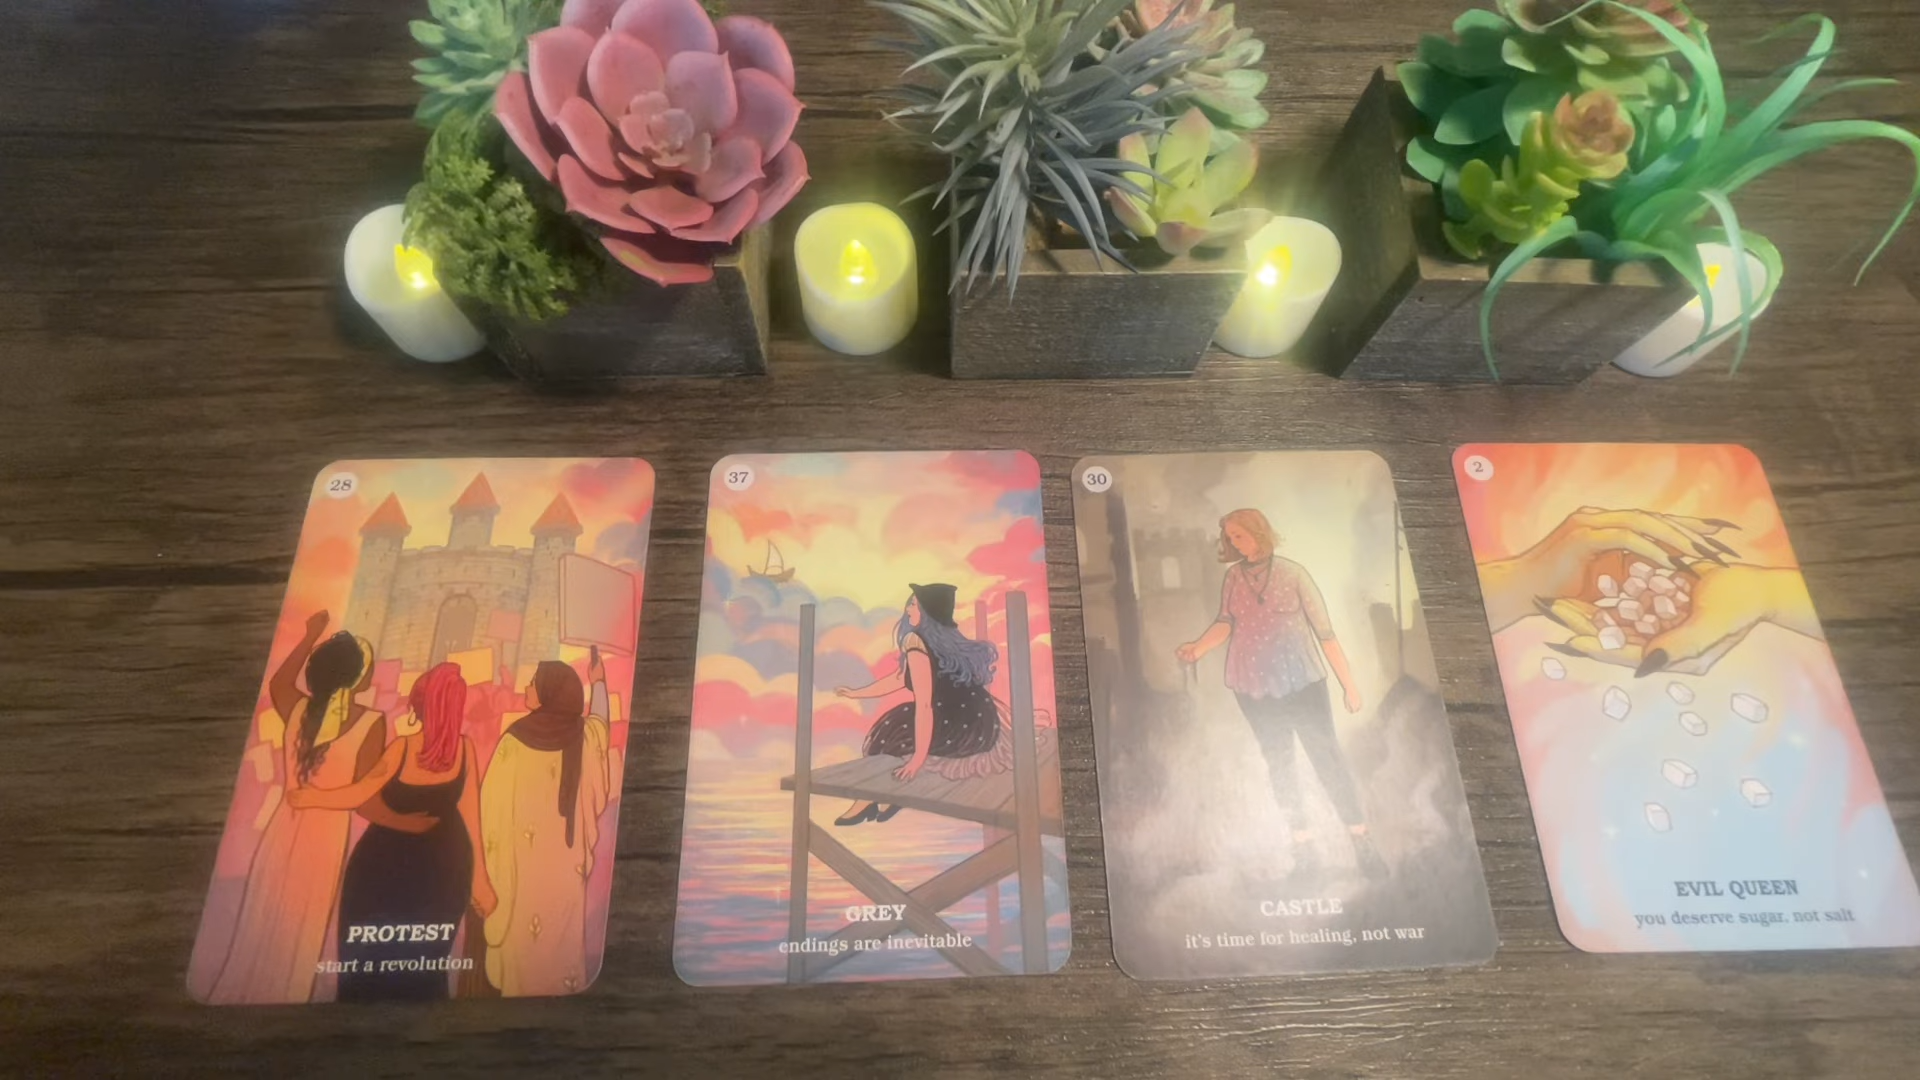 28
PROTEST
start a revolution
37
GREY
endings are inevitable
30
CASTLE
it's time for healing, not war
2
EVIL QUEEN
you deserve sugar, not salt